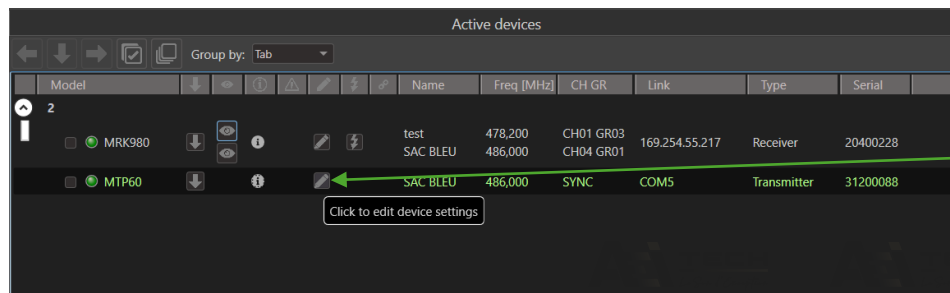 Active devices
Group by: Tab
Model Name Freq [MHz] CH GR Link Type Serial
2
MRK980 test 478,200 CH01 GR03 169.254.55.217 Receiver 20400228
SAC BLEU 486,000 CH04 GR01
MTP60 SAC BLEU 486,000 SYNC COM5 Transmitter 31200088
Click to edit device settings